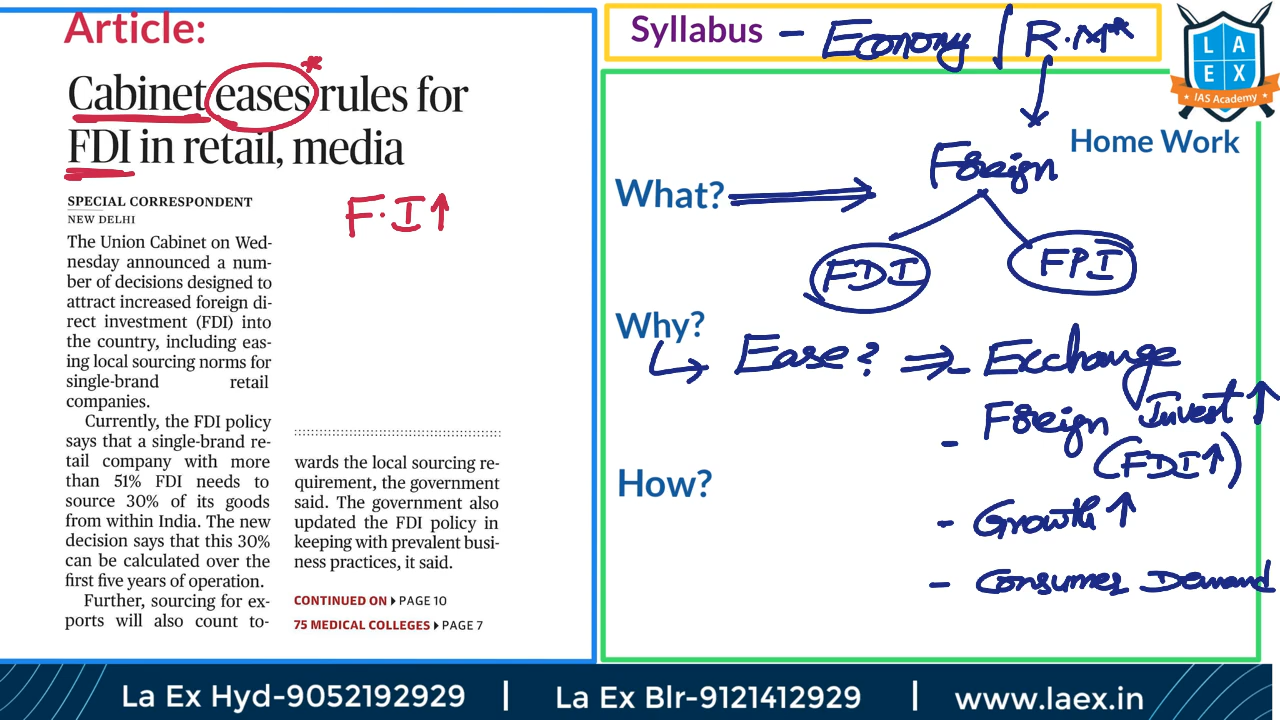 Article:
Cabinet eases* rules for
FDI in retail, media
SPECIAL CORRESPONDENT
NEW DELHI
The Union Cabinet on Wed-
nesday announced a num-
ber of decisions designed to
attract increased foreign di-
rect investment (FDI) into
the country, including eas-
ing local sourcing norms for
single-brand retail
companies.
Currently, the FDI policy
says that a single-brand re-
tail company with more
than 51% FDI needs to
source 30% of its goods
from within India. The new
decision says that this 30%
can be calculated over the
first five years of operation.
Further, sourcing for ex-
ports will also count to-
F.I↑
wards the local sourcing re-
quirement, the government
said. The government also
updated the FDI policy in
keeping with prevalent busi-
ness practices, it said.
CONTINUED ON PAGE 10
75 MEDICAL COLLEGES PAGE 7
Syllabus - Economy / R.M*
LA
EX
IAS Academy
Home Work
What? Foreign
FDI FPI
Why?
Ease? ⇒ - Exchange
- Foreign Invest ↑
(FDI↑)
How?
- Growth ↑
- Consumer Demand
La Ex Hyd-9052192929 | La Ex Blr-9121412929 | www.laex.in